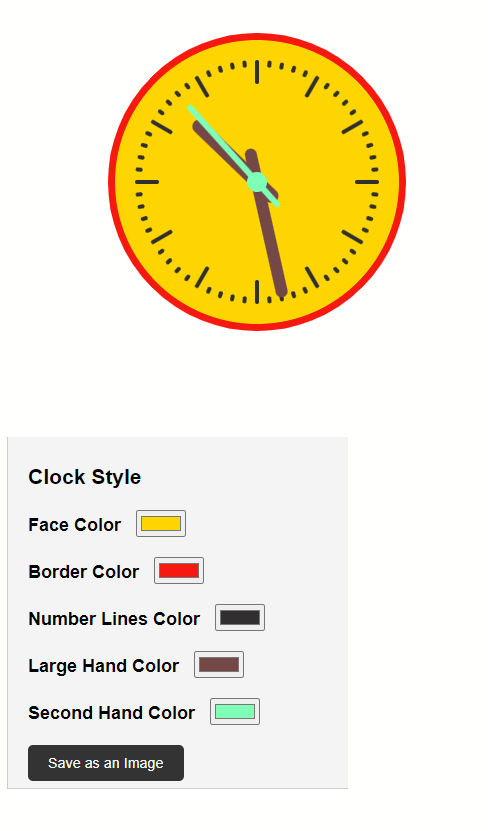 Clock Style
Face Color
Border Color
Number Lines Color
Large Hand Color
Second Hand Color
Save as an Image